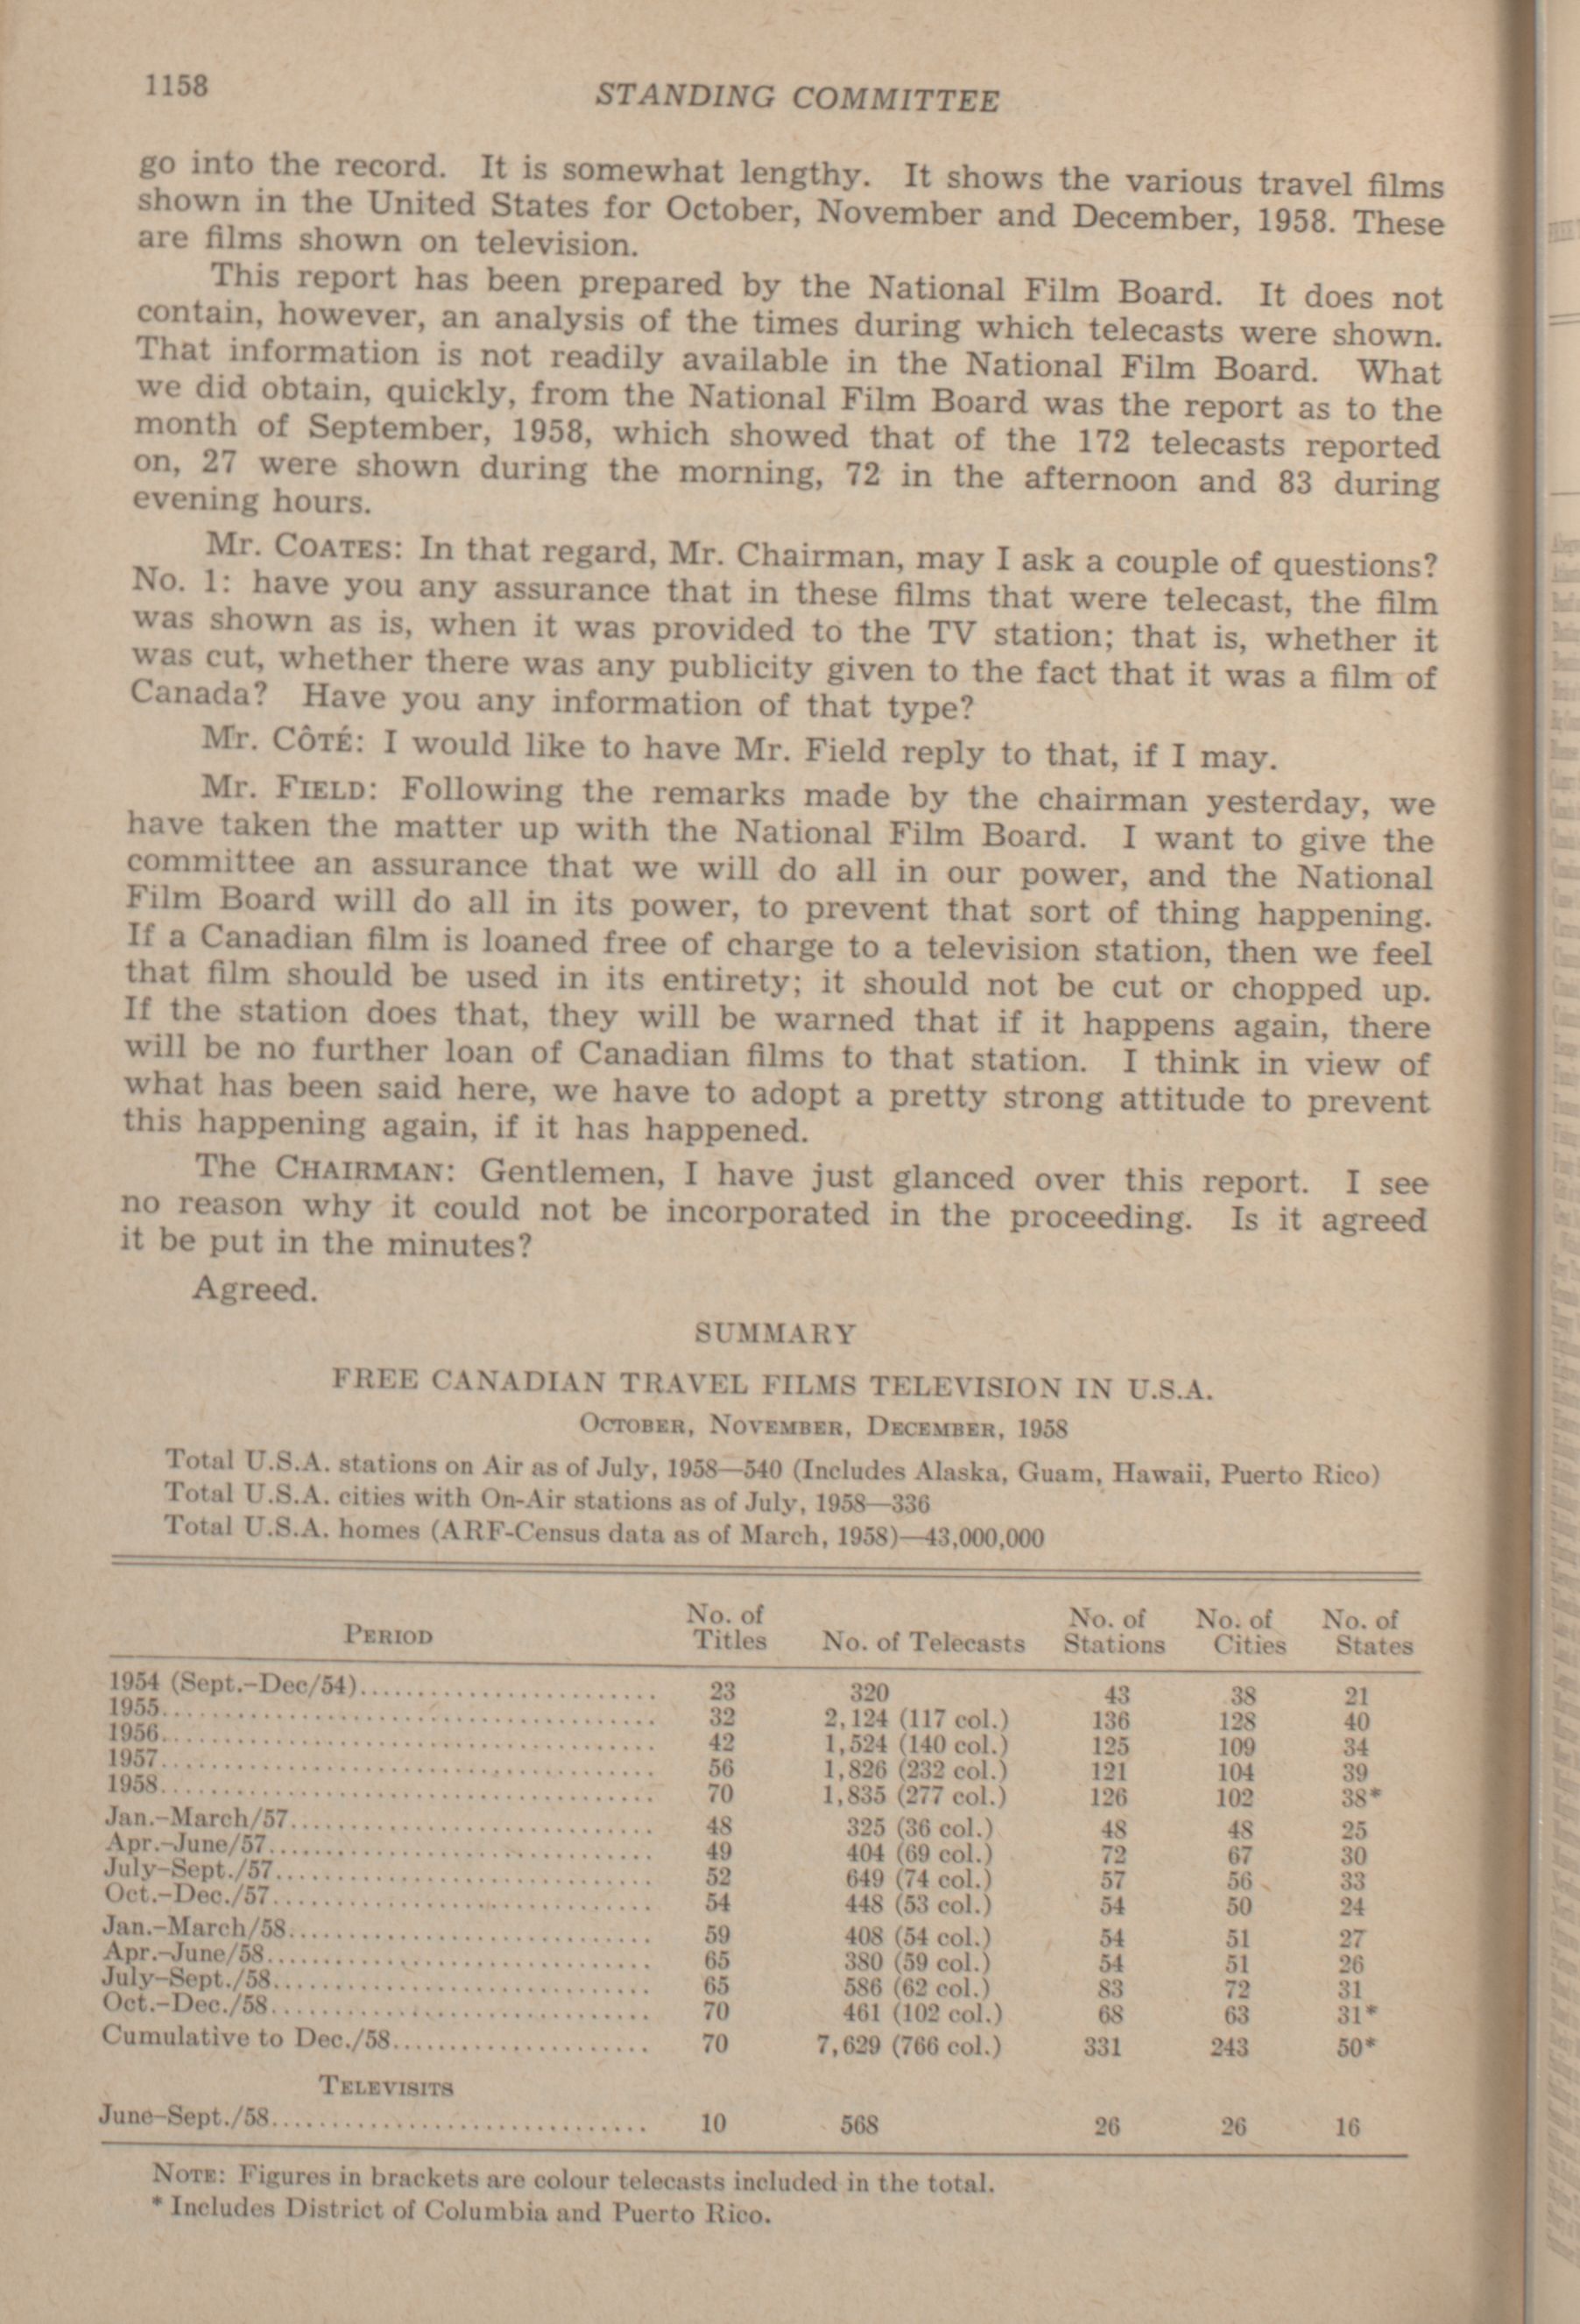 1158
STANDING COMMITTEE
go into the record. It is somewhat lengthy. It shows the various travel films
shown in the United States for October, November and December, 1958. These
are films shown on television.
This report has been prepared by the National Film Board. It does not
contain, however, an analysis of the times during which telecasts were shown.
That information is not readily available in the National Film Board. What
we did obtain, quickly, from the National Film Board was the report as to the
month of September, 1958, which showed that of the 172 telecasts reported
on, 27 were shown during the morning, 72 in the afternoon and 83 during
evening hours.
Mr. COATES: In that regard, Mr. Chairman, may I ask a couple of questions?
No. 1: have you any assurance that in these films that were telecast, the film
was shown as is, when it was provided to the TV station; that is, whether it
was cut, whether there was any publicity given to the fact that it was a film of
Canada? Have you any information of that type?
Mr. CÔTÉ: I would like to have Mr. Field reply to that, if I may.
Mr. FIELD: Following the remarks made by the chairman yesterday, we
have taken the matter up with the National Film Board. I want to give the
committee an assurance that we will do all in our power, and the National
Film Board will do all in its power, to prevent that sort of thing happening.
If a Canadian film is loaned free of charge to a television station, then we feel
that film should be used in its entirety; it should not be cut or chopped up.
If the station does that, they will be warned that if it happens again, there
will be no further loan of Canadian films to that station. I think in view of
what has been said here, we have to adopt a pretty strong attitude to prevent
this happening again, if it has happened.
The CHAIRMAN: Gentlemen, I have just glanced over this report. I see
no reason why it could not be incorporated in the proceeding. Is it agreed
it be put in the minutes?
Agreed.
SUMMARY
FREE CANADIAN TRAVEL FILMS TELEVISION IN U.S.A.
OCTOBER, NOVEMBER, DECEMBER, 1958
Total U.S.A. stations on Air as of July, 1958—540 (Includes Alaska, Guam, Hawaii, Puerto Rico)
Total U.S.A. cities with On-Air stations as of July, 1958—336
Total U.S.A. homes (ARF-Census data as of March, 1958)—43,000,000
PERIOD No. of Titles No. of Telecasts No. of Stations No. of Cities No. of States
1954 (Sept.-Dec/54) 23 320 43 38 21
1955 32 2,124 (117 col.) 136 128 40
1956 42 1,524 (140 col.) 125 109 34
1957 56 1,826 (232 col.) 121 104 39
1958 70 1,835 (277 col.) 126 102 38*
Jan.-March/57 48 325 (36 col.) 48 48 25
Apr.-June/57 49 404 (69 col.) 72 67 30
July-Sept./57 52 649 (74 col.) 57 56 33
Oct.-Dec./57 54 448 (53 col.) 54 50 24
Jan.-March/58 59 408 (54 col.) 54 51 27
Apr.-June/58 65 380 (59 col.) 54 51 26
July-Sept./58 65 586 (62 col.) 83 72 31
Oct.-Dec./58 70 461 (102 col.) 68 63 31*
Cumulative to Dec./58 70 7,629 (766 col.) 331 243 50*
TELEVISITS
June-Sept./58 10 568 26 26 16
NOTE: Figures in brackets are colour telecasts included in the total.
* Includes District of Columbia and Puerto Rico.